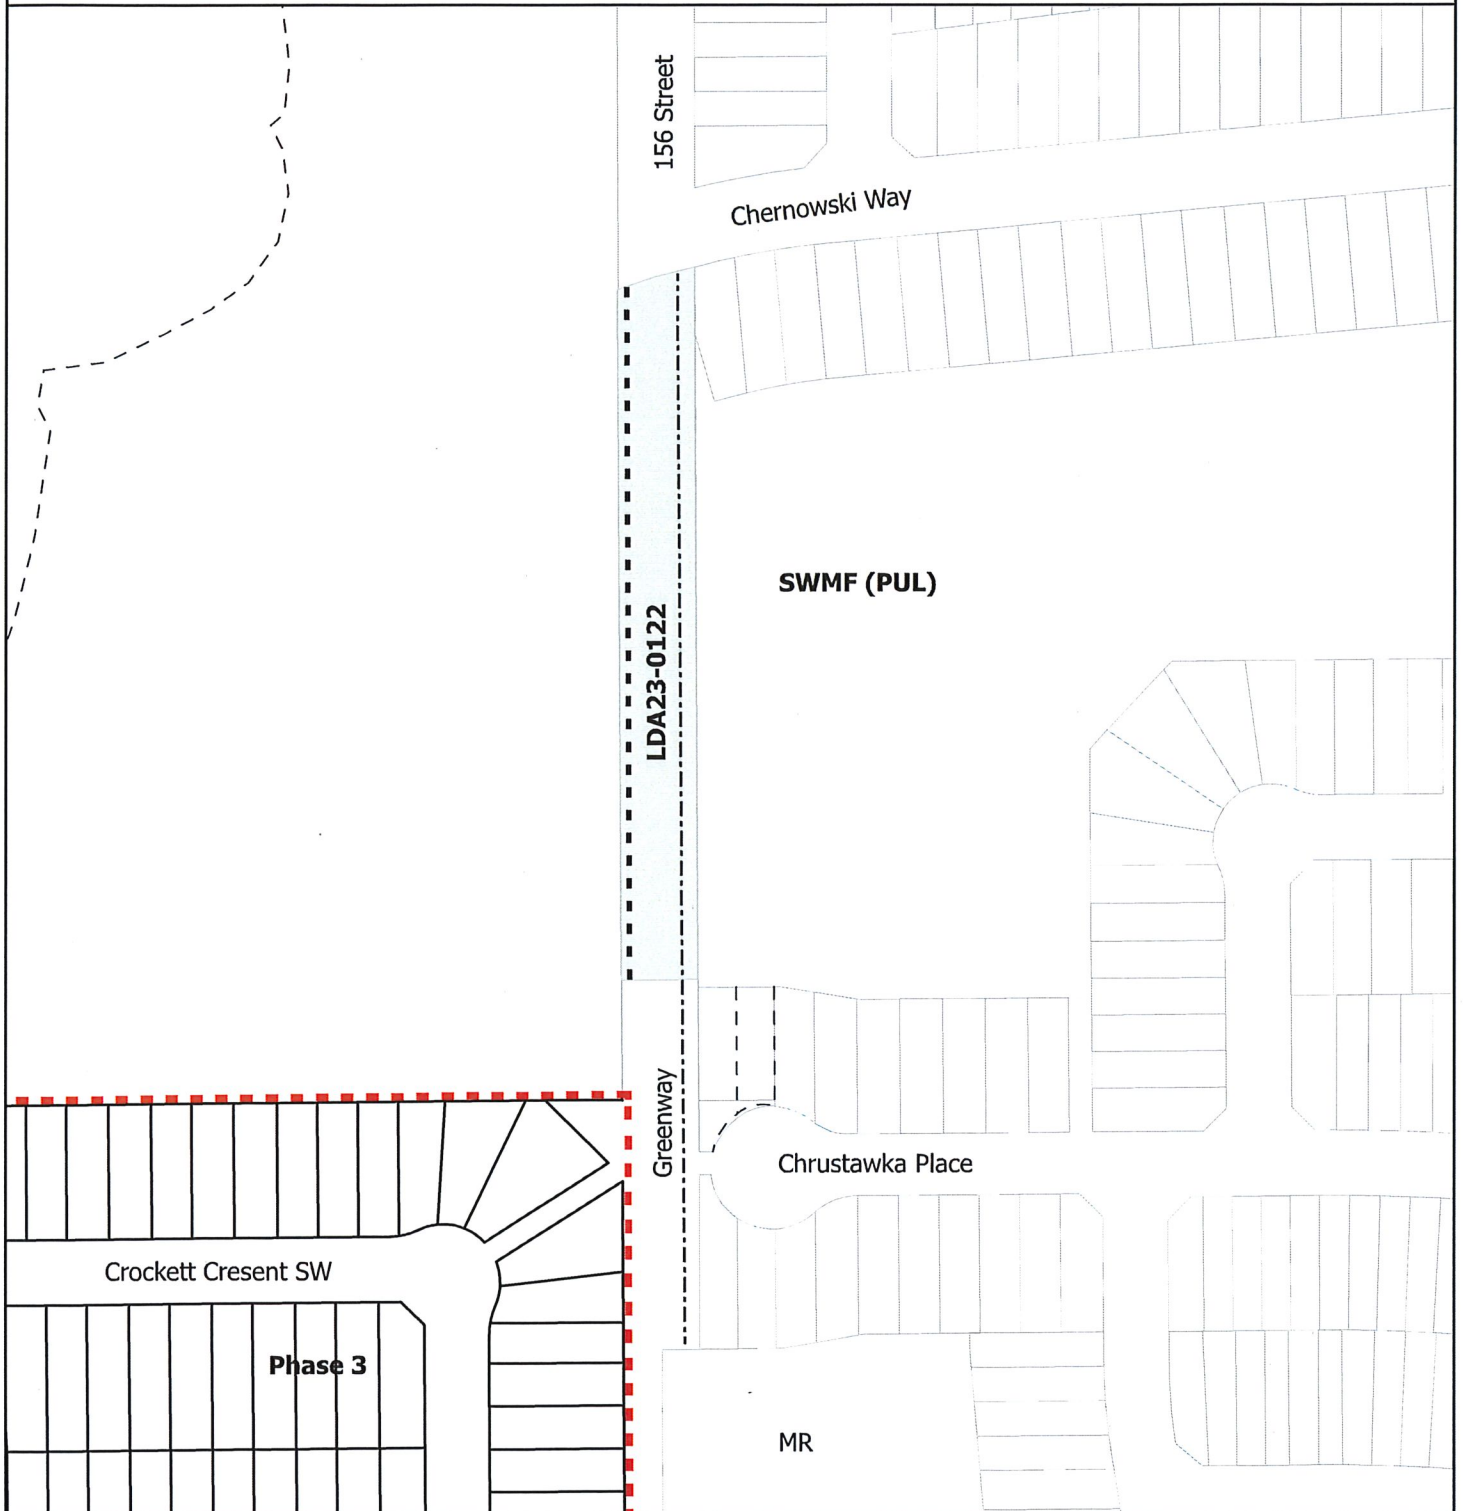 156 Street
Chernowski Way
SWMF (PUL)
LDA23-0122
Greenway
Chrustawka Place
Crockett Cresent SW
Phase 3
MR